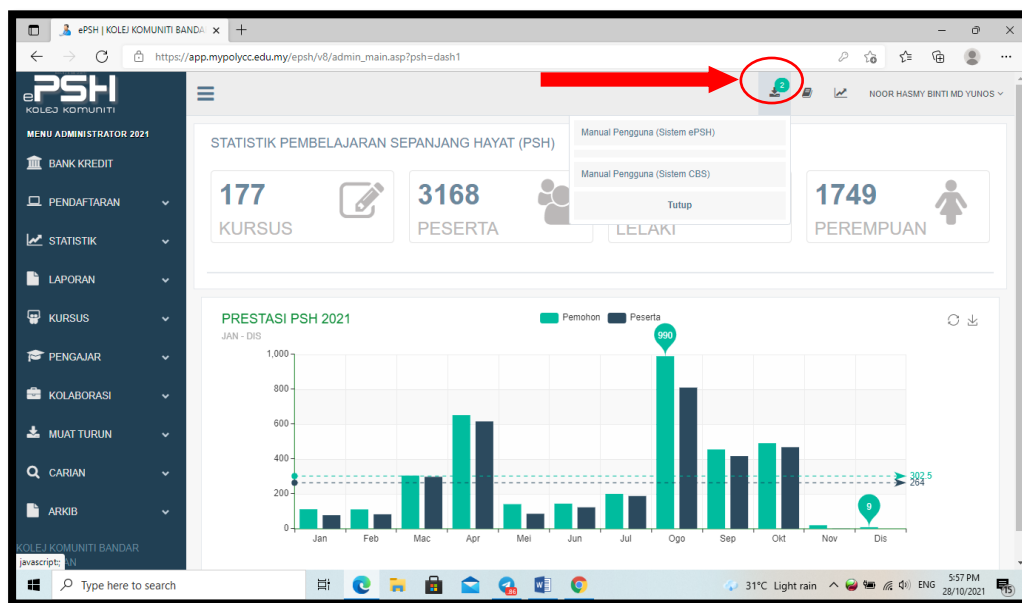 ePSH | KOLEJ KOMUNITI BANDA
https://app.mypolycc.edu.my/epsh/v8/admin_main.asp?psh=dash1
ePSH
KOLEJ KOMUNITI
2
NOOR HASMY BINTI MD YUNOS
MENU ADMINISTRATOR 2021
BANK KREDIT
PENDAFTARAN
STATISTIK
LAPORAN
KURSUS
PENGAJAR
KOLABORASI
MUAT TURUN
CARIAN
ARKIB
KOLEJ KOMUNITI BANDAR
javascript:;
Manual Pengguna (Sistem ePSH)
Manual Pengguna (Sistem CBS)
Tutup
STATISTIK PEMBELAJARAN SEPANJANG HAYAT (PSH)
177
KURSUS
3168
PESERTA
LELAKI
1749
PEREMPUAN
PRESTASI PSH 2021
JAN - DIS
Pemohon Peserta
990
1,000
800
600
400
200
0
302.5
264
9
Jan Feb Mac Apr Mei Jun Jul Ogo Sep Okt Nov Dis
Type here to search
31°C Light rain
ENG
5:57 PM
28/10/2021
15